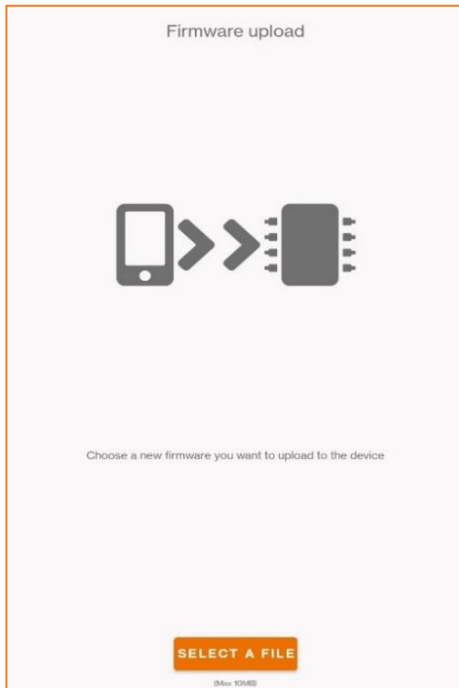 Firmware upload
Choose a new firmware you want to upload to the device
SELECT A FILE
(Max 10MB)